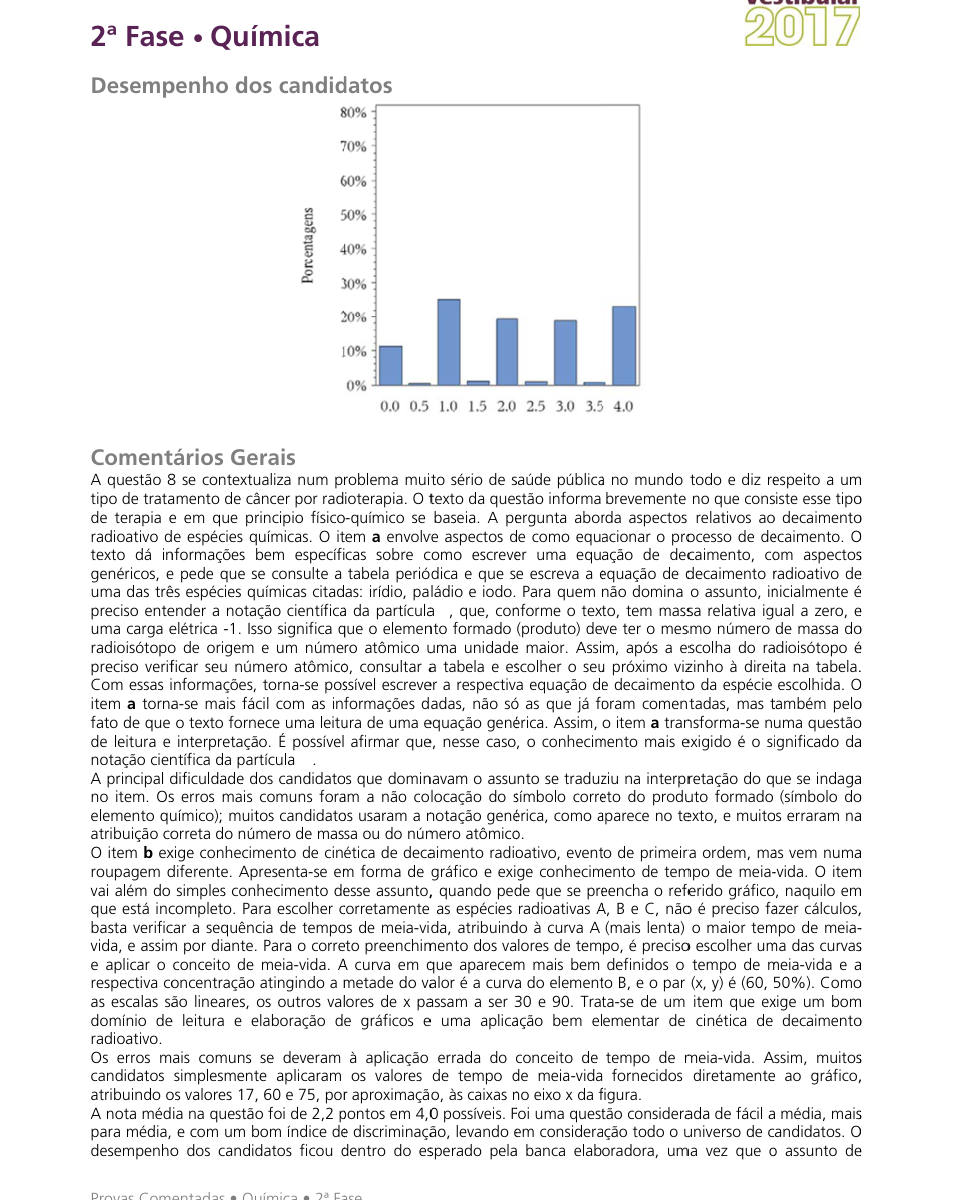 vestibular
2017
2ª Fase • Química
Desempenho dos candidatos
80%
70%
60%
50%
40%
30%
20%
10%
0%
Porcentagens
0.0 0.5 1.0 1.5 2.0 2.5 3.0 3.5 4.0
Comentários Gerais
A questão 8 se contextualiza num problema muito sério de saúde pública no mundo todo e diz respeito a um
tipo de tratamento de câncer por radioterapia. O texto da questão informa brevemente no que consiste esse tipo
de terapia e em que principio físico-químico se baseia. A pergunta aborda aspectos relativos ao decaimento
radioativo de espécies químicas. O item a envolve aspectos de como equacionar o processo de decaimento. O
texto dá informações bem específicas sobre como escrever uma equação de decaimento, com aspectos
genéricos, e pede que se consulte a tabela periódica e que se escreva a equação de decaimento radioativo de
uma das três espécies químicas citadas: irídio, paládio e iodo. Para quem não domina o assunto, inicialmente é
preciso entender a notação científica da partícula , que, conforme o texto, tem massa relativa igual a zero, e
uma carga elétrica -1. Isso significa que o elemento formado (produto) deve ter o mesmo número de massa do
radioisótopo de origem e um número atômico uma unidade maior. Assim, após a escolha do radioisótopo é
preciso verificar seu número atômico, consultar a tabela e escolher o seu próximo vizinho à direita na tabela.
Com essas informações, torna-se possível escrever a respectiva equação de decaimento da espécie escolhida. O
item a torna-se mais fácil com as informações dadas, não só as que já foram comentadas, mas também pelo
fato de que o texto fornece uma leitura de uma equação genérica. Assim, o item a transforma-se numa questão
de leitura e interpretação. É possível afirmar que, nesse caso, o conhecimento mais exigido é o significado da
notação científica da partícula .
A principal dificuldade dos candidatos que dominavam o assunto se traduziu na interpretação do que se indaga
no item. Os erros mais comuns foram a não colocação do símbolo correto do produto formado (símbolo do
elemento químico); muitos candidatos usaram a notação genérica, como aparece no texto, e muitos erraram na
atribuição correta do número de massa ou do número atômico.
O item b exige conhecimento de cinética de decaimento radioativo, evento de primeira ordem, mas vem numa
roupagem diferente. Apresenta-se em forma de gráfico e exige conhecimento de tempo de meia-vida. O item
vai além do simples conhecimento desse assunto, quando pede que se preencha o referido gráfico, naquilo em
que está incompleto. Para escolher corretamente as espécies radioativas A, B e C, não é preciso fazer cálculos,
basta verificar a sequência de tempos de meia-vida, atribuindo à curva A (mais lenta) o maior tempo de meia-
vida, e assim por diante. Para o correto preenchimento dos valores de tempo, é preciso escolher uma das curvas
e aplicar o conceito de meia-vida. A curva em que aparecem mais bem definidos o tempo de meia-vida e a
respectiva concentração atingindo a metade do valor é a curva do elemento B, e o par (x, y) é (60, 50%). Como
as escalas são lineares, os outros valores de x passam a ser 30 e 90. Trata-se de um item que exige um bom
domínio de leitura e elaboração de gráficos e uma aplicação bem elementar de cinética de decaimento
radioativo.
Os erros mais comuns se deveram à aplicação errada do conceito de tempo de meia-vida. Assim, muitos
candidatos simplesmente aplicaram os valores de tempo de meia-vida fornecidos diretamente ao gráfico,
atribuindo os valores 17, 60 e 75, por aproximação, às caixas no eixo x da figura.
A nota média na questão foi de 2,2 pontos em 4,0 possíveis. Foi uma questão considerada de fácil a média, mais
para média, e com um bom índice de discriminação, levando em consideração todo o universo de candidatos. O
desempenho dos candidatos ficou dentro do esperado pela banca elaboradora, uma vez que o assunto de
Provas Comentadas • Química • 2ª Fase